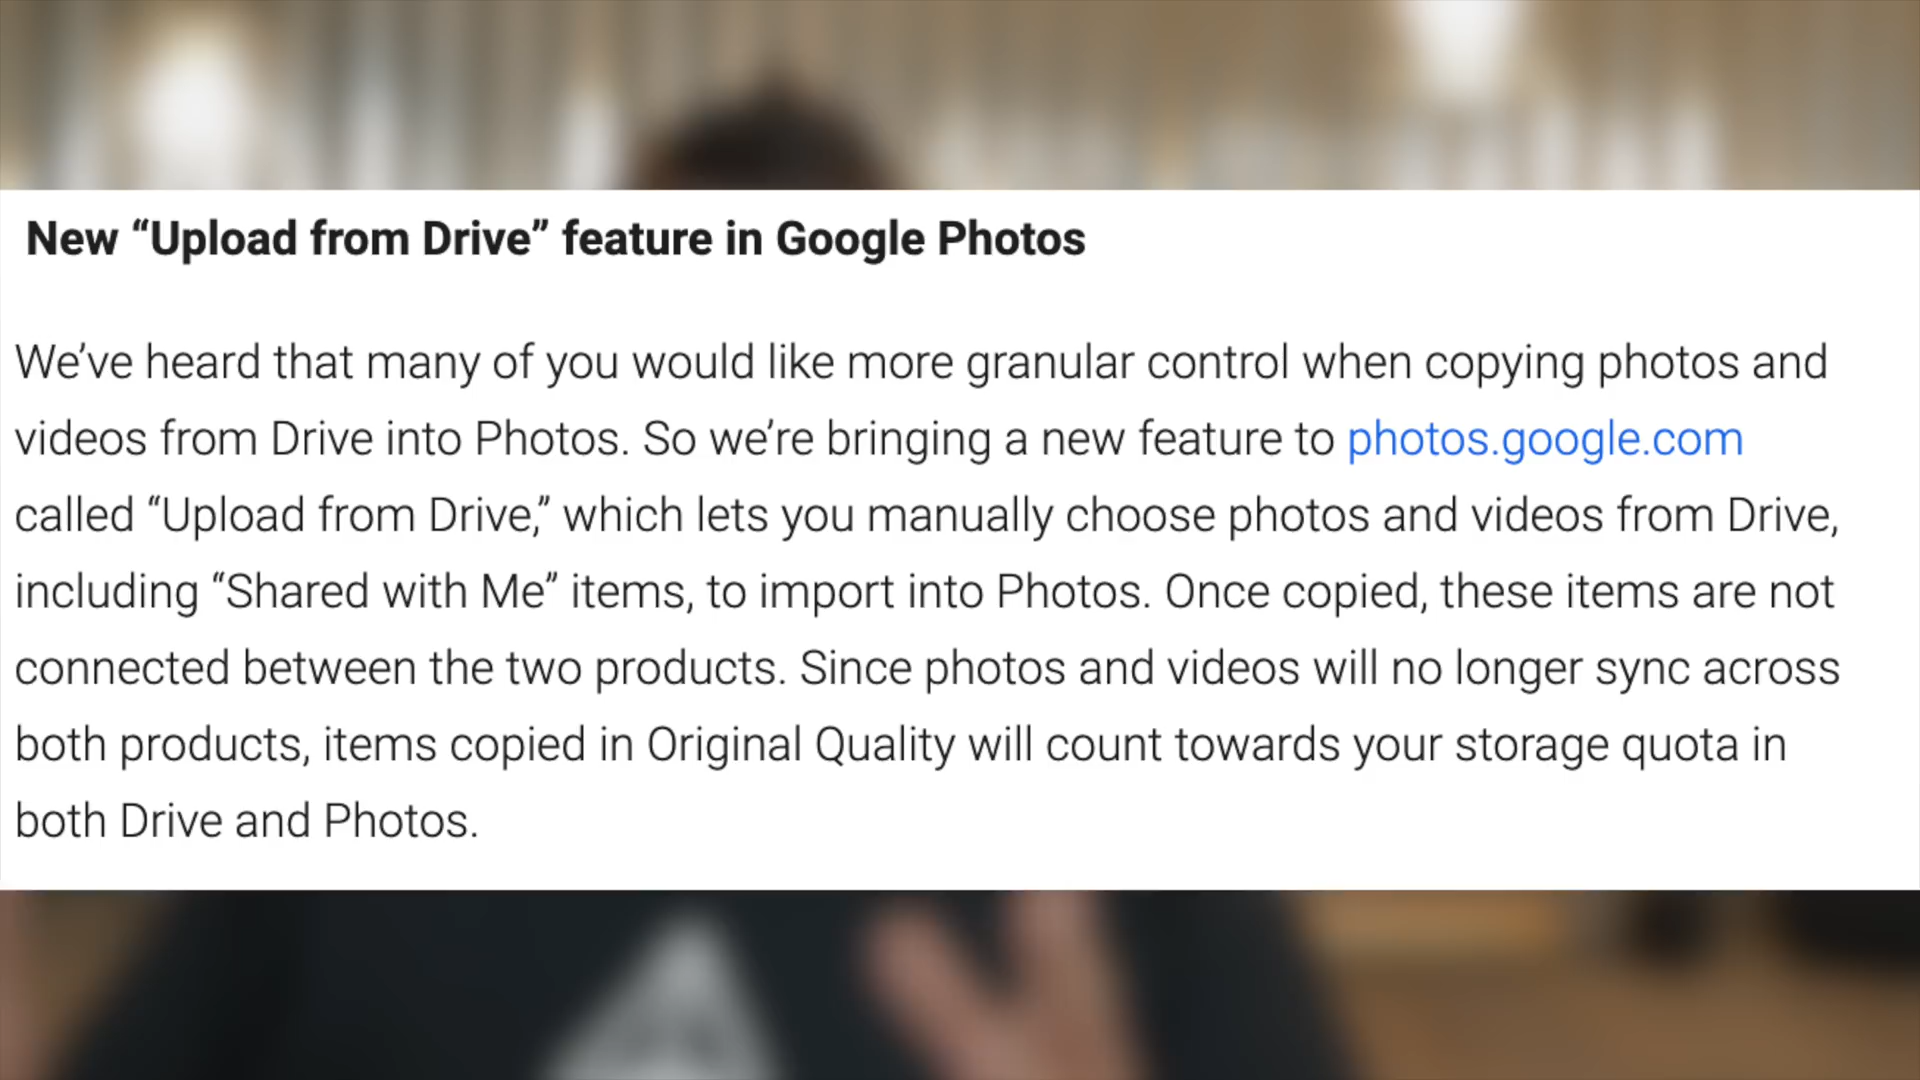 New “Upload from Drive” feature in Google Photos
We’ve heard that many of you would like more granular control when copying photos and
videos from Drive into Photos. So we’re bringing a new feature to photos.google.com
called “Upload from Drive,” which lets you manually choose photos and videos from Drive,
including “Shared with Me” items, to import into Photos. Once copied, these items are not
connected between the two products. Since photos and videos will no longer sync across
both products, items copied in Original Quality will count towards your storage quota in
both Drive and Photos.